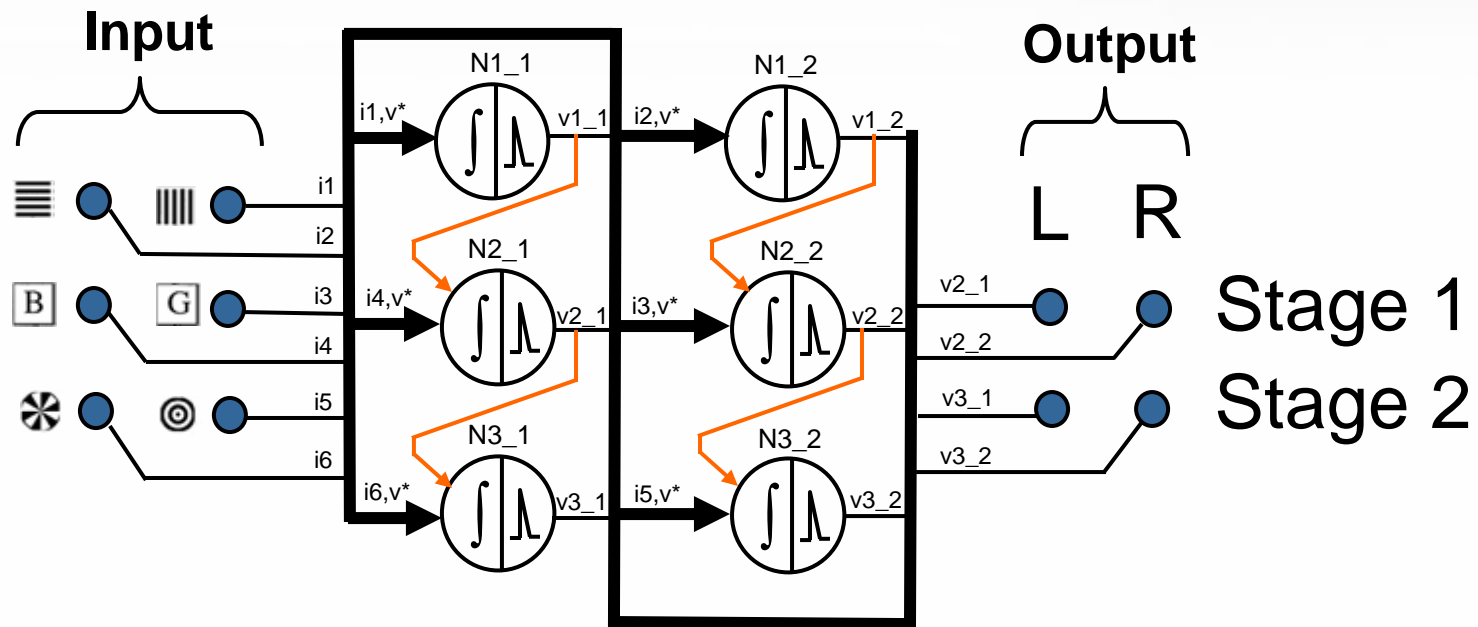 Input
Output
N1_1
N1_2
i1,v*
v1_1
i2,v*
v1_2
i1
i2
L R
N2_1
N2_2
B G
i3
i4,v*
v2_1
i3,v*
v2_2
v2_1
Stage 1
i4
v2_2
i5
v3_1
Stage 2
N3_1
N3_2
i6
v3_2
i6,v*
v3_1
i5,v*
v3_2